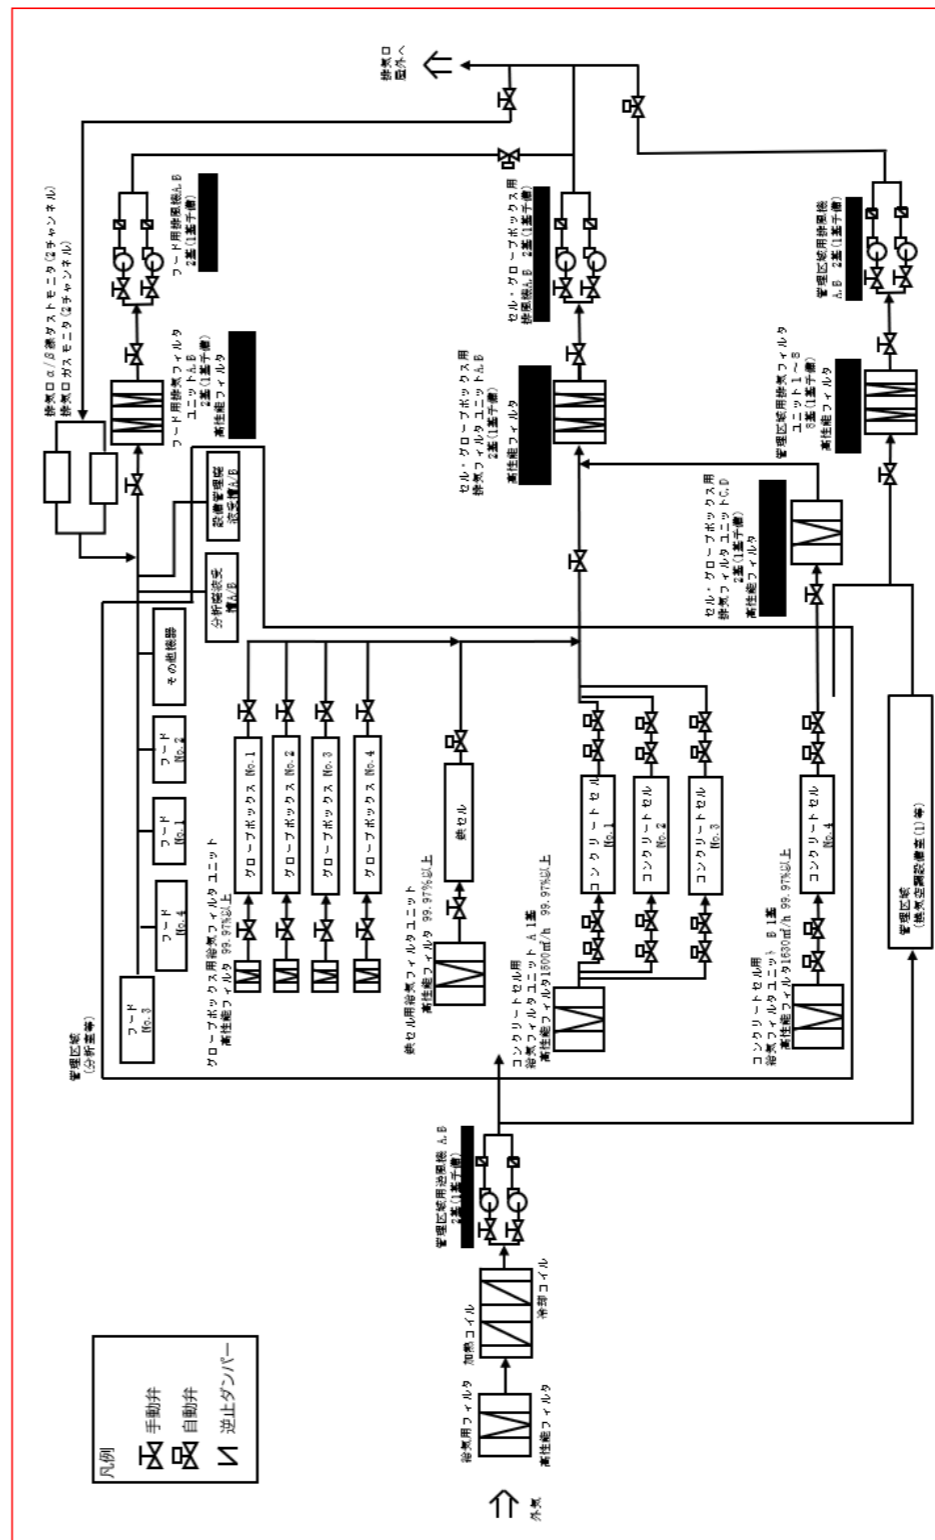 排気口
屋外へ
排気口α/β線ダストモニタ(2チャンネル)
排気口ガスモニタ(2チャンネル)
フード用排風機A,B
2基(1基予備)
フード用排気フィルタ
ユニットA,B
2基(1基予備)
高性能フィルタ
セル・グローブボックス用
排風機A,B 2基(1基予備)
セル・グローブボックス用
排気フィルタユニットA,B
2基(1基予備)
高性能フィルタ
管理区域用排風機
A,B 2基(1基予備)
管理区域用排気フィルタ
ユニット1～8
8基(1基予備)
高性能フィルタ
セル・グローブボックス用
排気フィルタユニットC,D
2基(1基予備)
高性能フィルタ
設備管理廃
液受槽A/B
分析廃液受
槽A/B
その他機器
フード
No.2
フード
No.1
フード
No.4
フード
No.3
管理区域
(分析室等)
グローブボックス用給気フィルタユニット
高性能フィルタ 99.97%以上
グローブボックス No.1
グローブボックス No.2
グローブボックス No.3
グローブボックス No.4
鉄セル
鉄セル用給気フィルタユニット
高性能フィルタ 99.97%以上
コンクリートセル
No.1
コンクリートセル
No.2
コンクリートセル
No.3
コンクリートセル用
給気フィルタユニット A 1基
高性能フィルタ1500㎥/h 99.97%以上
コンクリートセル
No.4
コンクリートセル用
給気フィルタユニット B 1基
高性能フィルタ1530㎥/h 99.97%以上
管理区域
(換気空調設備室(1)等)
管理区域用送風機 A,B
2基(1基予備)
加熱コイル
冷却コイル
給気用フィルタ
高性能フィルタ
外気
凡例
手動弁
自動弁
逆止ダンパー